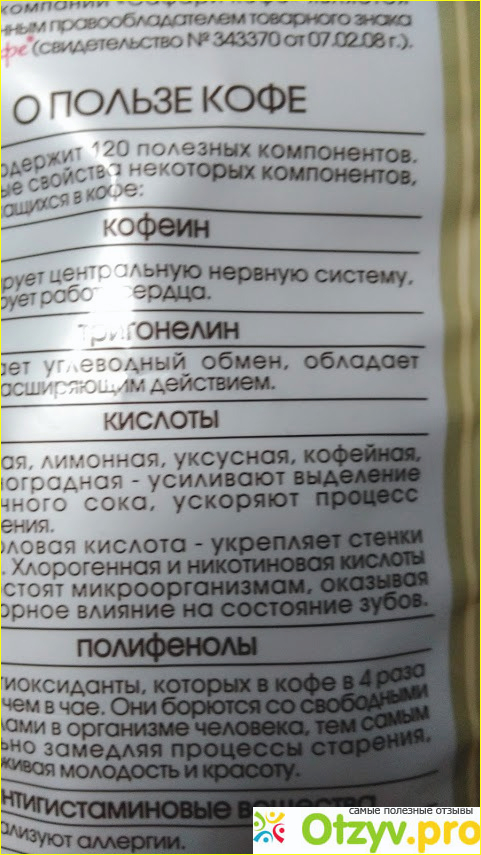 компании
нным правообладателем товарного знака
фе (свидетельство № 343370 от 07.02.08 г.).
О ПОЛЬЗЕ КОФЕ
одержит 120 полезных компонентов.
ые свойства некоторых компонентов,
ащихся в кофе:
КОФЕИН
рует центральную нервную систему,
рует рабо ердца.
ТРИГОНЕЛИН
ает углеводный обмен, обладает
асширяющим действием.
КИСЛОТЫ
ая, лимонная, уксусная, кофейная,
ноградная - усиливают выделение
чного сока, ускоряют процесс
ения.
ловая кислота - укрепляет стенки
. Хлорогенная и никотиновая кислоты
стоят микроорганизмам, оказывая
орное влияние на состояние зубов.
ПОЛИФЕНОЛЫ
тиоксиданты, которых в кофе в 4 раза
чем в чае. Они борются со свободными
лами в организме человека, тем самым
ьно замедляя процессы старения,
живая молодость и красоту.
НТИГИСТАМИНОВЫЕ ВЕЩЕСТВА
ализуют аллергии.
самые полезные отзывы
Otzyv.pro